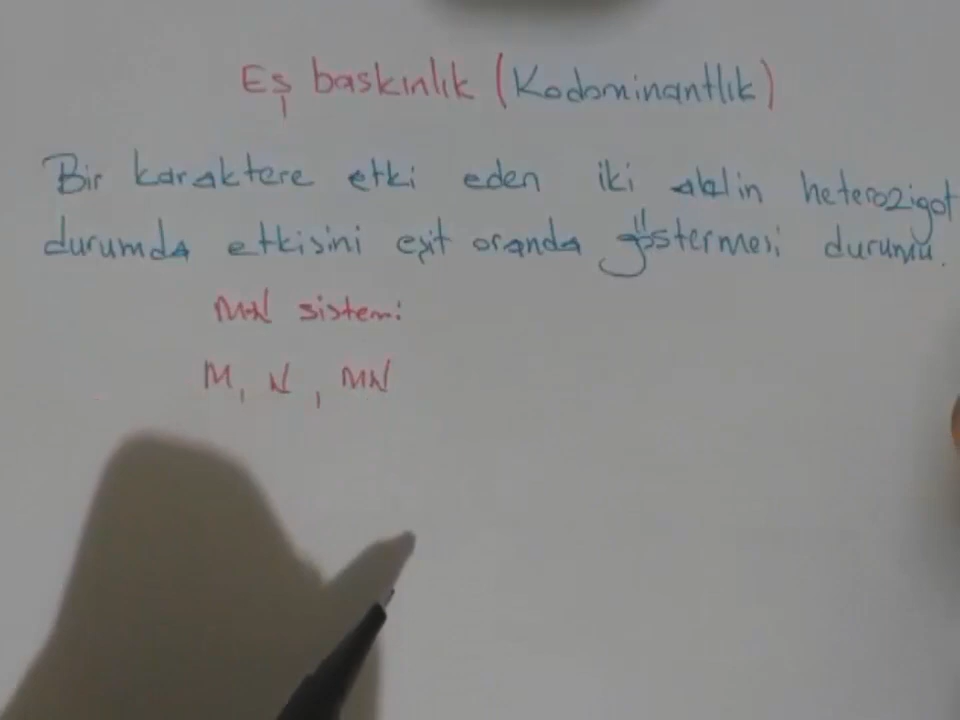 Eş baskınlık (Kodominantlık)
Bir karaktere etki eden iki alelin heterozigot
durumda etkisini eşit oranda göstermesi durumu.
MN sistemi
M, N, MN